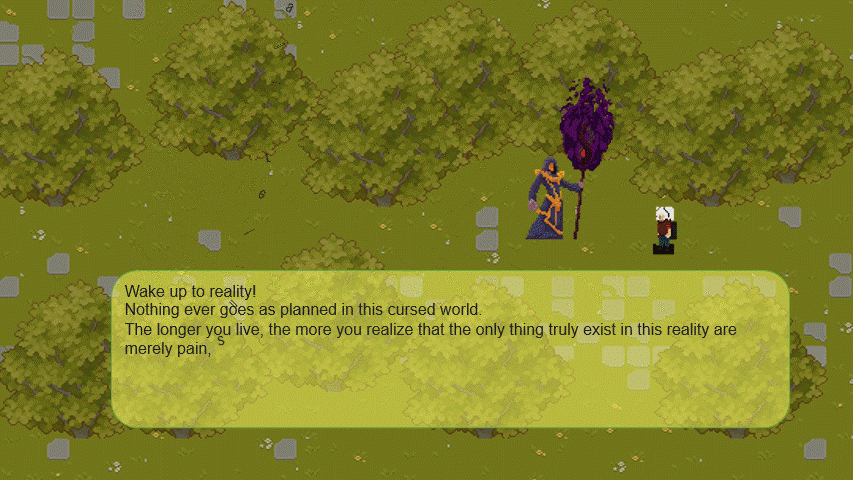 Wake up to reality!
Nothing ever goes as planned in this cursed world.
The longer you live, the more you realize that the only thing truly exist in this reality are
merely pain,